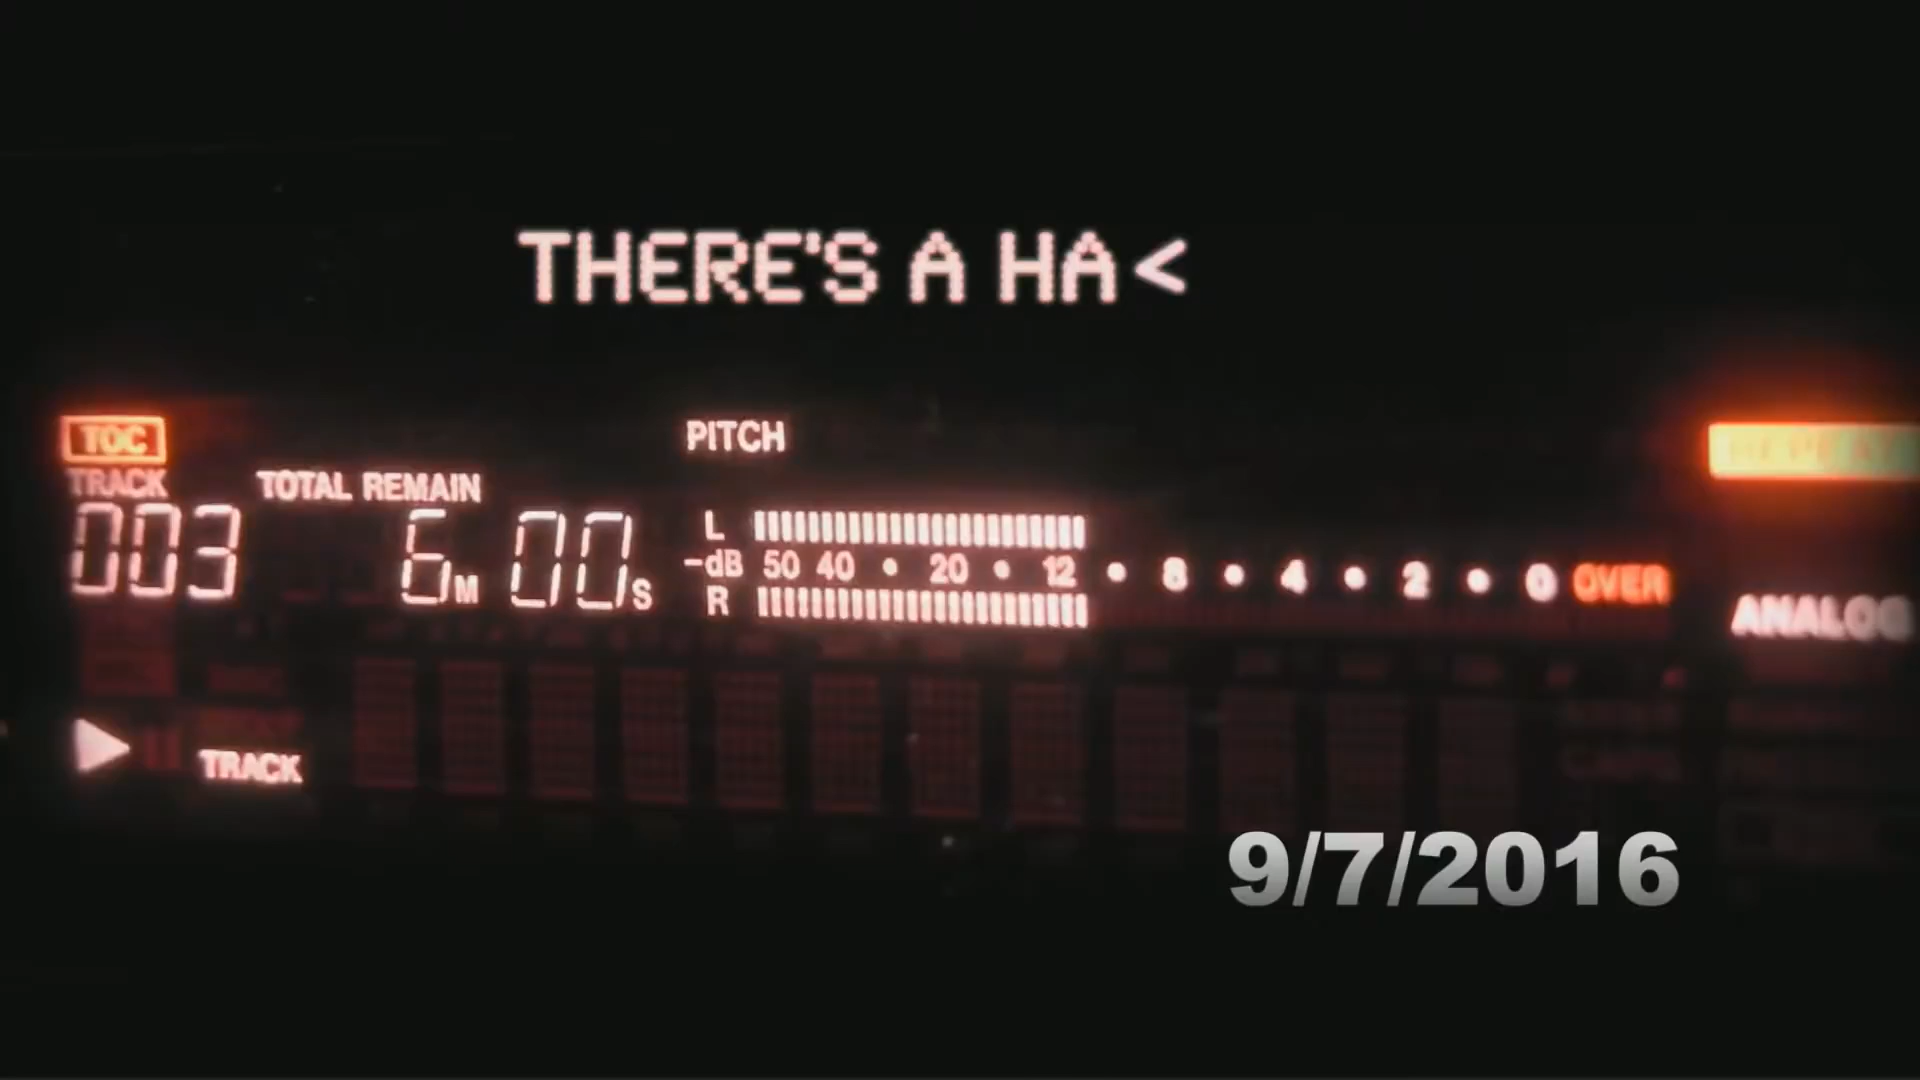 THERE'S A HA<
TOC
PITCH
REPEAT
TRACK
TOTAL REMAIN
003 6M 00S
L
-dB 50 40 • 20 • 12 • 8 • 4 • 2 • 0 OVER
R
ANALOG
TRACK
9/7/2016